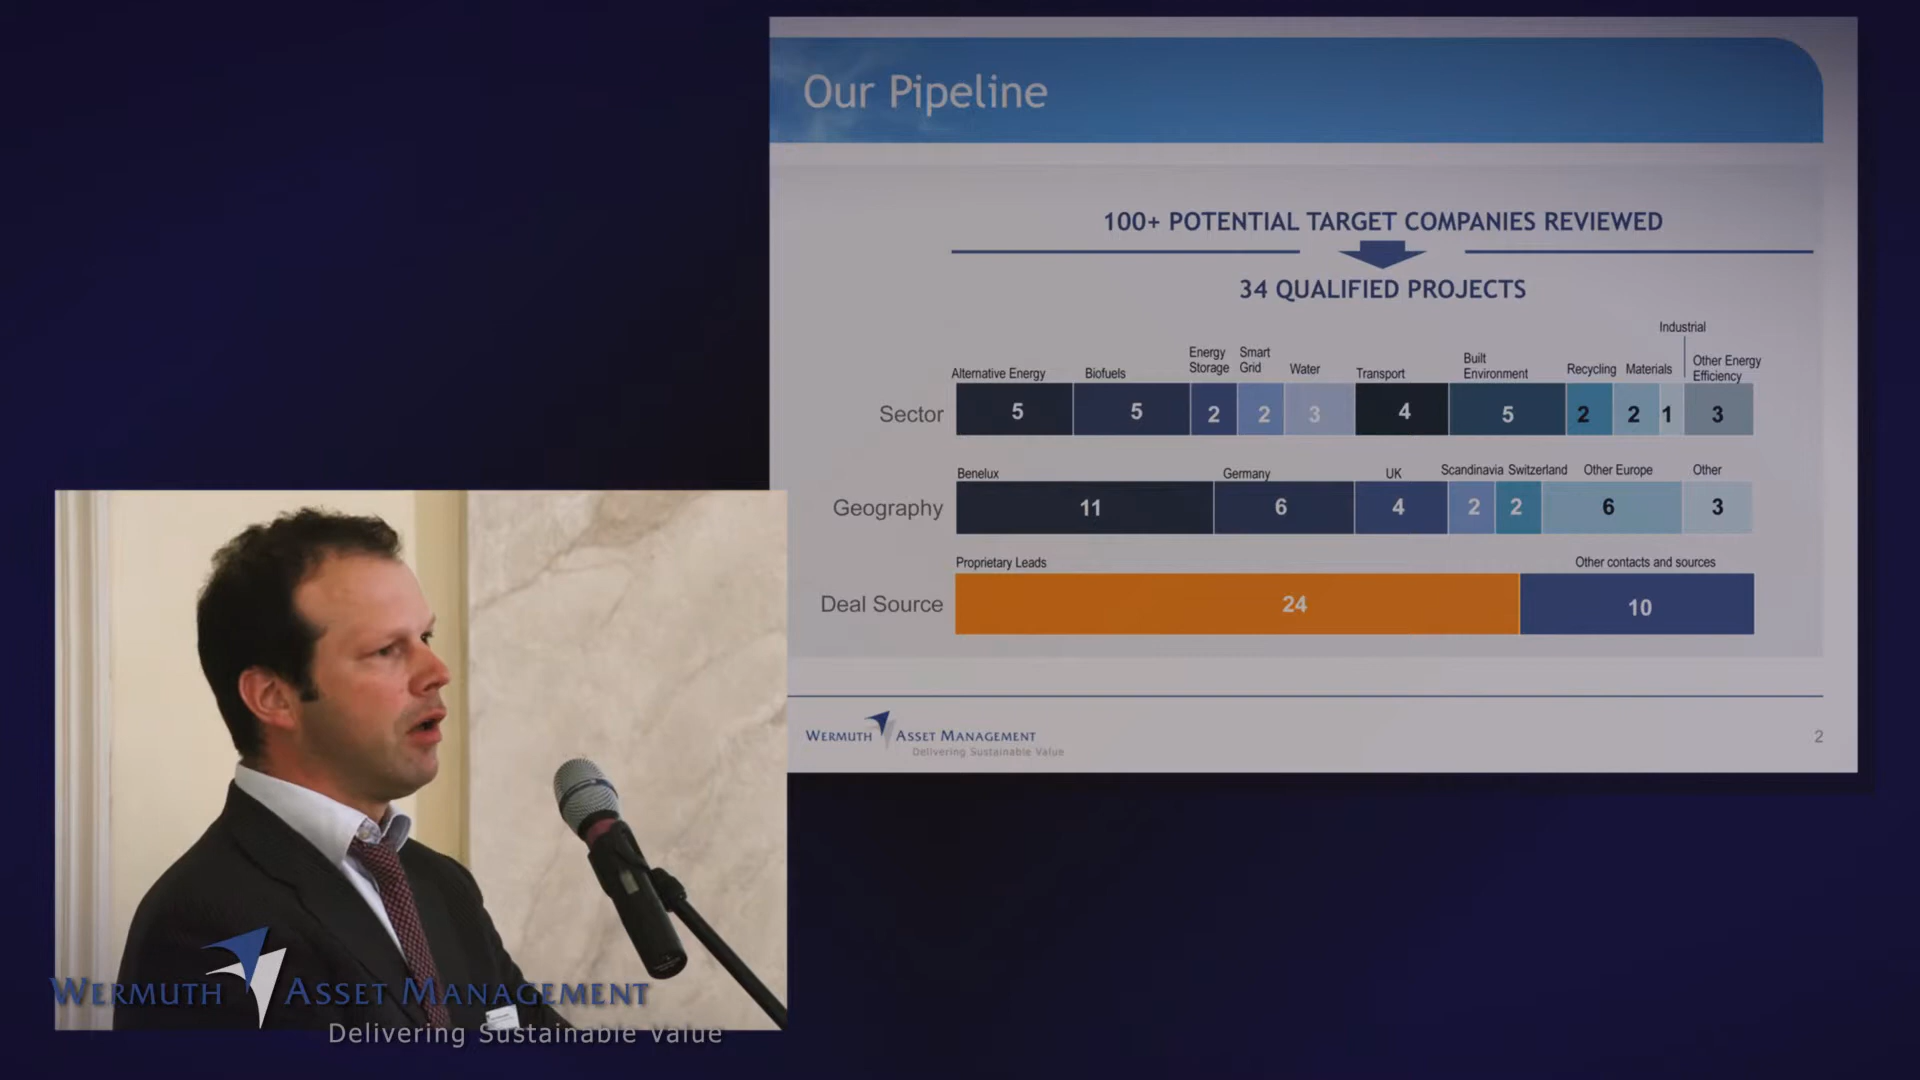 Our Pipeline
100+ POTENTIAL TARGET COMPANIES REVIEWED
34 QUALIFIED PROJECTS
Industrial
Alternative Energy
Biofuels
Energy
Storage
Smart
Grid
Water
Transport
Built
Environment
Recycling
Materials
Other Energy
Efficiency
Sector
5 5 2 2 3 4 5 2 2 1 3
Benelux Germany UK Scandinavia Switzerland Other Europe Other
Geography
11 6 4 2 2 6 3
Proprietary Leads Other contacts and sources
Deal Source
24 10
WERMUTH ASSET MANAGEMENT
Delivering Sustainable Value
2
WERMUTH ASSET MANAGEMENT
Delivering Sustainable Value